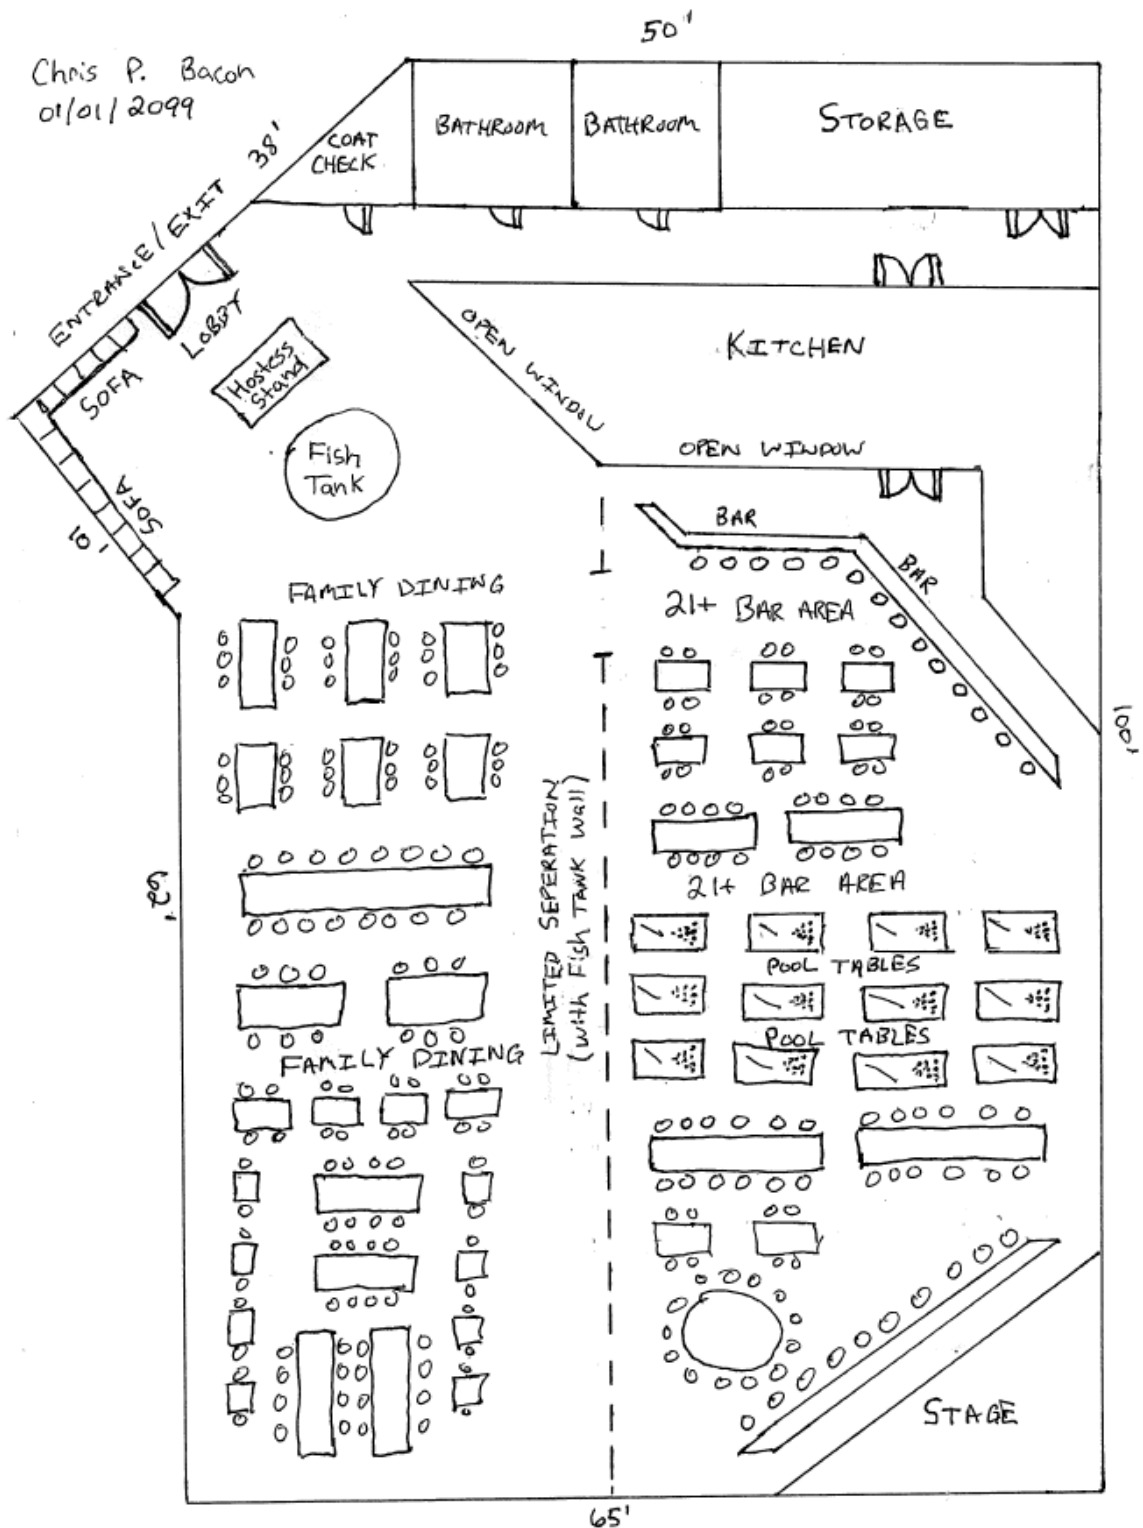 50'
Chris P. Bacon
01/01/2099
38'
COAT
CHECK
BATHROOM
BATHROOM
STORAGE
ENTRANCE/EXIT
LOBBY
SOFA
SOFA
Hostess
Stand
Fish
Tank
OPEN WINDOW
KITCHEN
OPEN WINDOW
BAR
BAR
FAMILY DINING
21+ BAR AREA
100'
62'
LIMITED SEPERATION
(with Fish TANK Wall)
21+ BAR AREA
POOL TABLES
POOL TABLES
FAMILY DINING
STAGE
65'